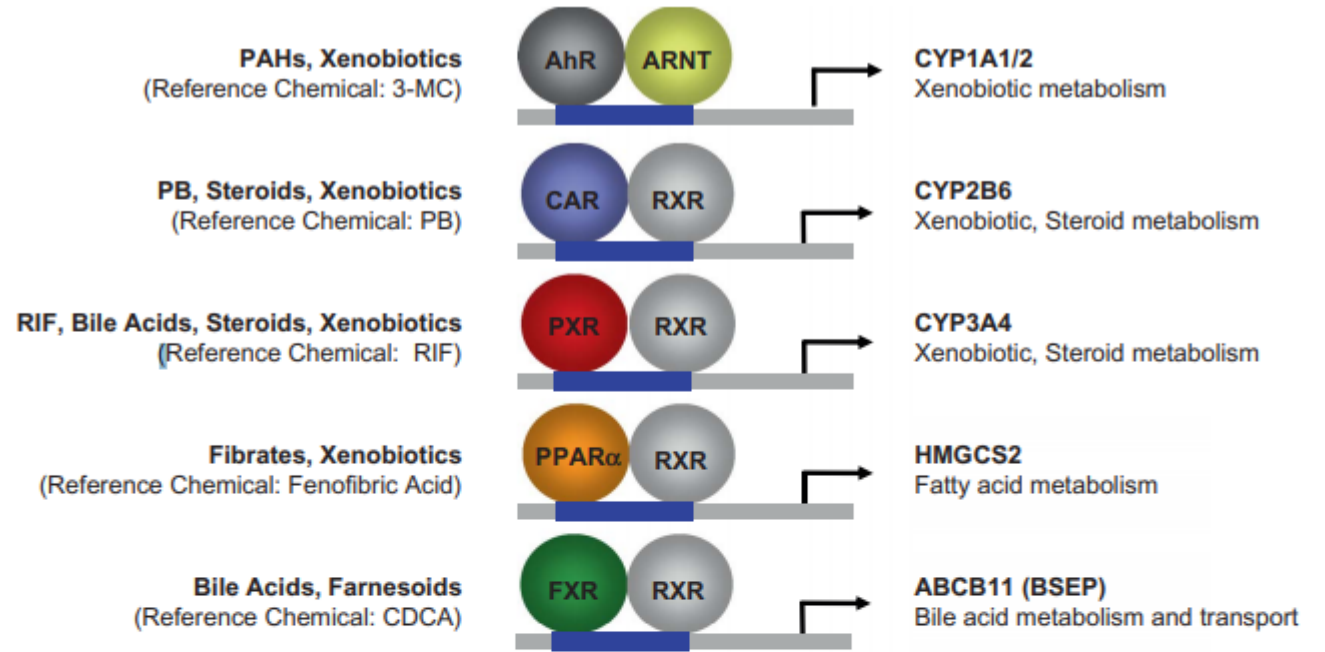 PAHs, Xenobiotics
(Reference Chemical: 3-MC)
AhR ARNT
CYP1A1/2
Xenobiotic metabolism
PB, Steroids, Xenobiotics
(Reference Chemical: PB)
CAR RXR
CYP2B6
Xenobiotic, Steroid metabolism
RIF, Bile Acids, Steroids, Xenobiotics
(Reference Chemical: RIF)
PXR RXR
CYP3A4
Xenobiotic, Steroid metabolism
Fibrates, Xenobiotics
(Reference Chemical: Fenofibric Acid)
PPARα RXR
HMGCS2
Fatty acid metabolism
Bile Acids, Farnesoids
(Reference Chemical: CDCA)
FXR RXR
ABCB11 (BSEP)
Bile acid metabolism and transport